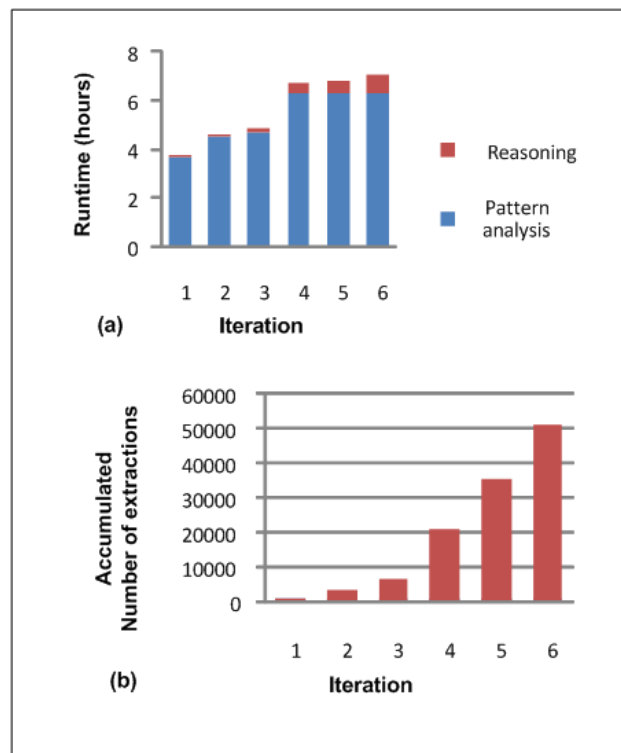 8
6
4
2
0
Runtime (hours)
Reasoning
Pattern
analysis
1 2 3 4 5 6
(a) Iteration
60000
50000
40000
30000
20000
10000
0
Accumulated
Number of extractions
1 2 3 4 5 6
(b) Iteration